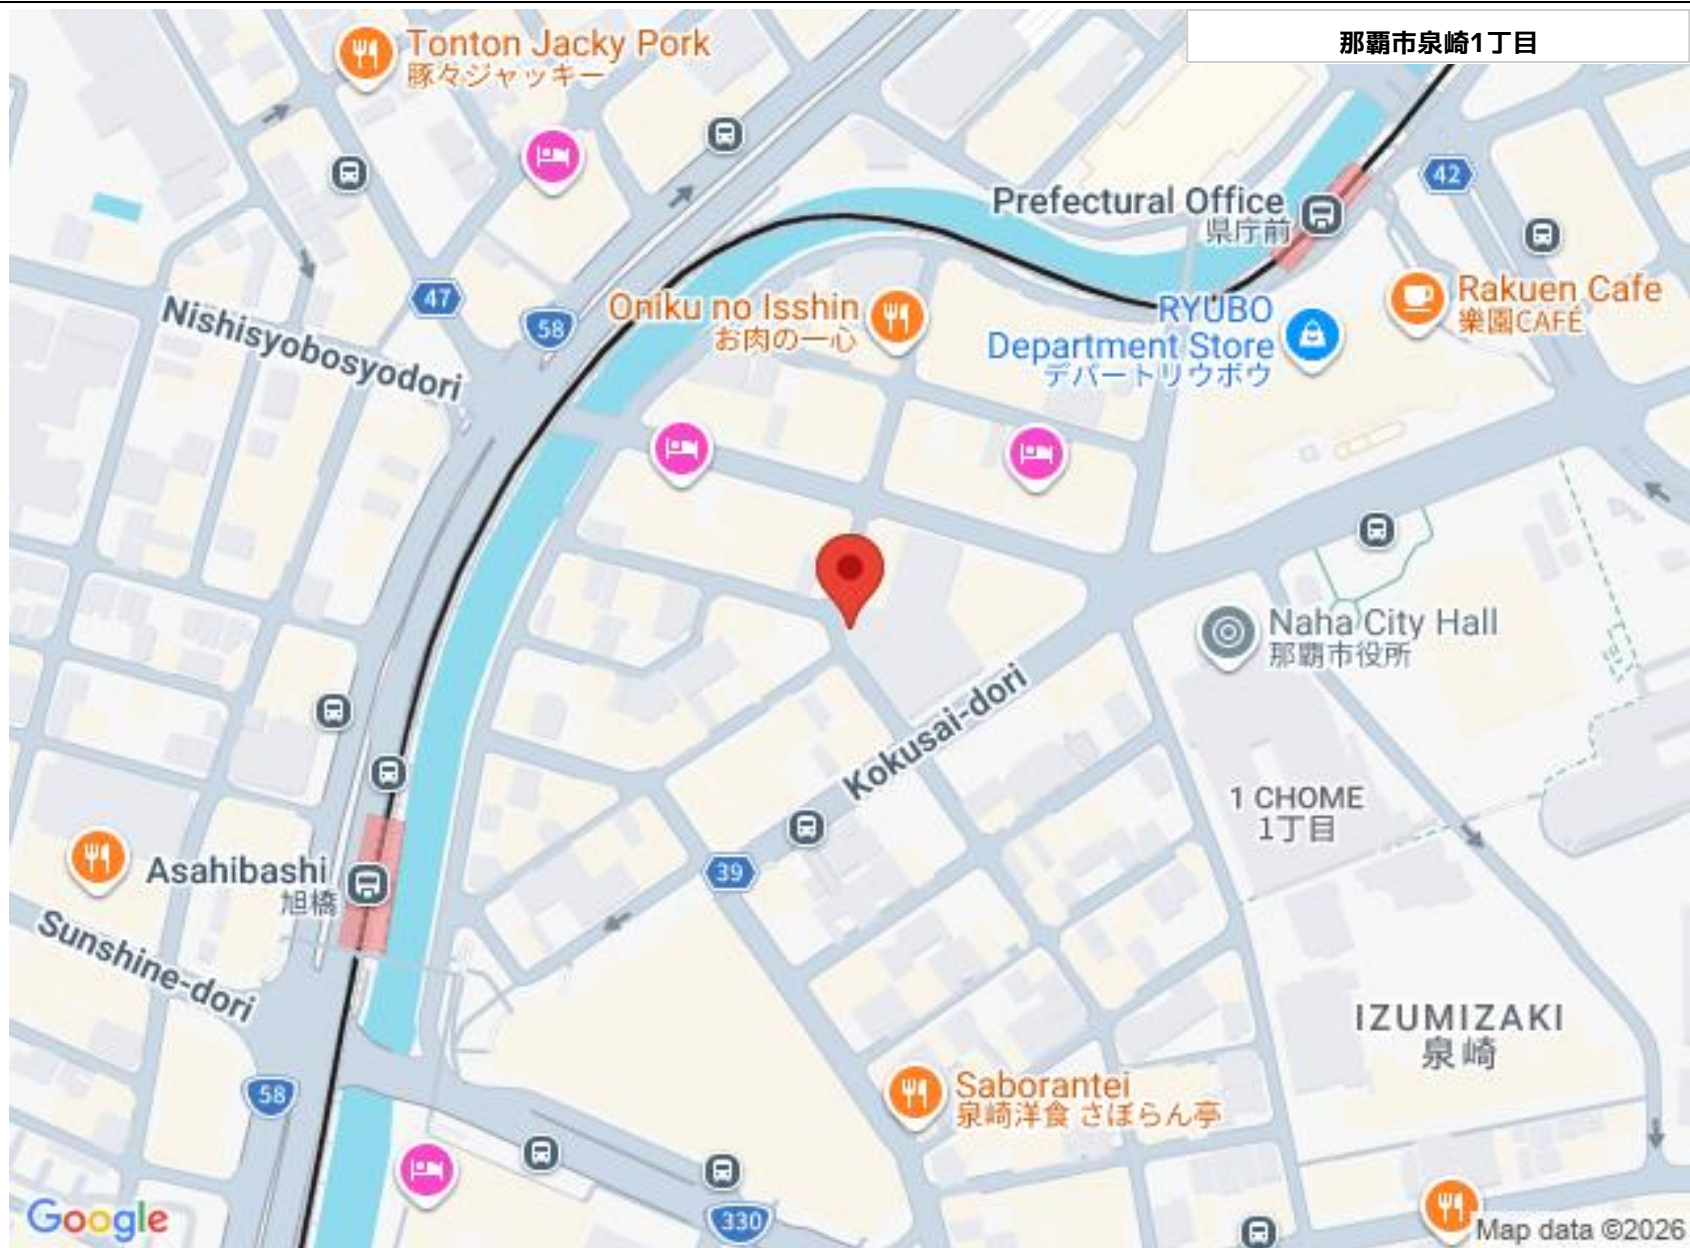 那覇市泉崎1丁目
Tonton Jacky Pork
豚々ジャッキー
Prefectural Office
県庁前
42
47
58
Nishisyobosyodori
Oniku no Isshin
お肉の一心
RYUBO
Department Store
デパートリウボウ
Rakuen Cafe
樂園CAFÉ
Naha City Hall
那覇市役所
Kokusai-dori
1 CHOME
1丁目
39
Asahibashi
旭橋
Sunshine-dori
IZUMIZAKI
泉崎
58
Saborantei
泉崎洋食 さぼらん亭
330
Google
Map data ©2026